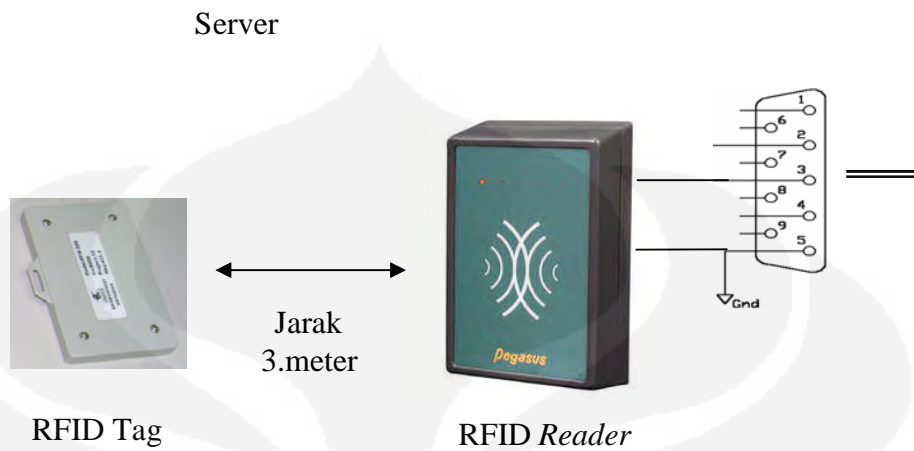 Server
1
6
2
7
3
8
4
9
5
Gnd
Jarak
3.meter
pegasus
RFID Tag
RFID Reader